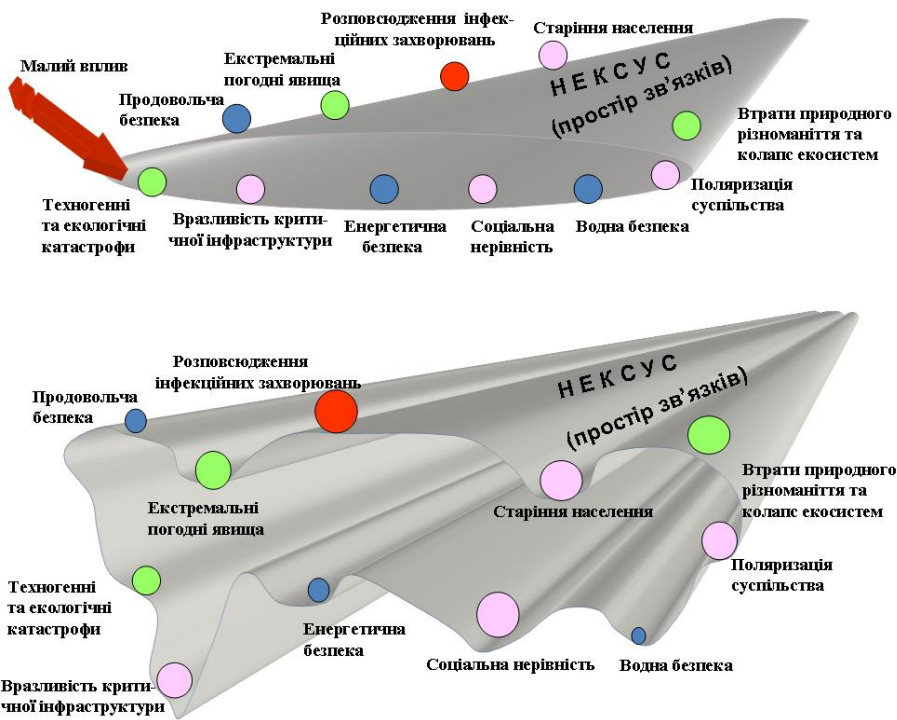 Розповсюдження інфек-
ційних захворювань
Старіння населення
Екстремальні
погодні явища
Малий вплив
Продовольча
безпека
НЕКСУС
(простір зв’язків)
Втрати природного
різноманіття та
колапс екосистем
Техногенні
та екологічні
катастрофи
Вразливість крити-
чної інфраструктури
Енергетична
безпека
Соціальна
нерівність
Водна безпека
Поляризація
суспільства
Розповсюдження
інфекційних захворювань
Продовольча
безпека
НЕКСУС
(простір зв’язків)
Екстремальні
погодні явища
Старіння населення
Втрати природного
різноманіття та
колапс екосистем
Техногенні
та екологічні
катастрофи
Поляризація
суспільства
Енергетична
безпека
Соціальна нерівність
Водна безпека
Вразливість крити-
чної інфраструктури